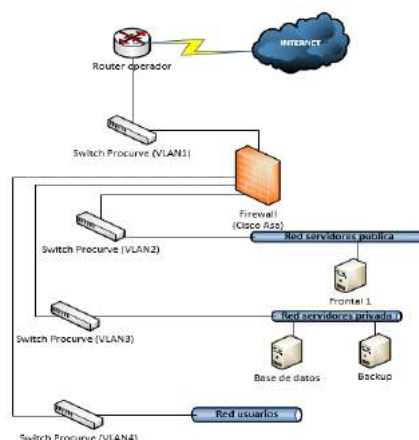 INTERNET
Router operador
Switch Procurve (VLAN1)
Firewall
(Cisco Asa)
Switch Procurve (VLAN2)
Red servidores publica
Frontal 1
Red servidores privada
Switch Procurve (VLAN3)
Base de datos
Backup
Red usuarios
Switch Procurve (VLAN4)